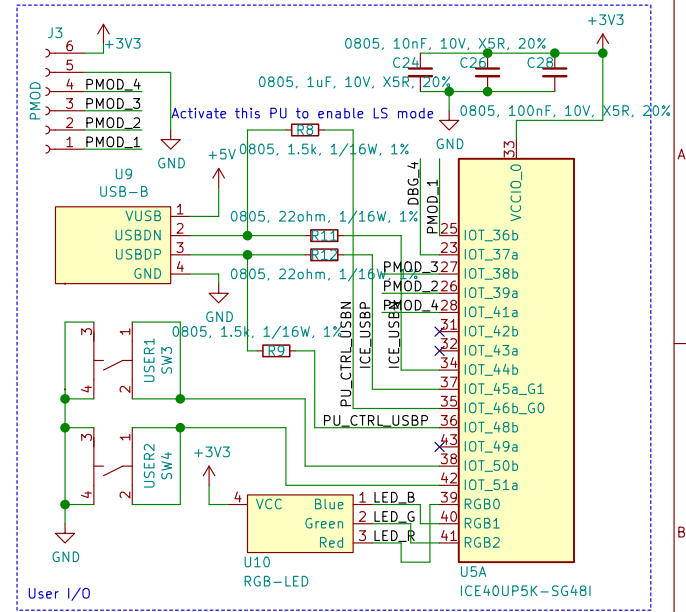 J3
6
+3V3
5
4 PMOD_4
3 PMOD_3
2 PMOD_2
1 PMOD_1
PMOD
GND
+3V3
0805, 10nF, 10V, X5R, 20%
C24
C26
C28
0805, 1uF, 10V, X5R, 20%
0805, 100nF, 10V, X5R, 20%
GND
Activate this PU to enable LS mode
R8
0805, 1.5k, 1/16W, 1%
+5V
U9
USB-B
VUSB 1
USBDN 2
USBDP 3
GND 4
0805, 22ohm, 1/16W, 1%
R11
R12
0805, 22ohm, 1/16W, 1%
GND
0805, 1.5k, 1/16W, 1%
R9
PU_CTRL_USBN
ICE_USBP
ICE_USBN
PU_CTRL_USBP
DBG_4
PMOD_1
33
VCCIO_0
25 IOT_36b
23 IOT_37a
PMOD_3 27 IOT_38b
PMOD_2 26 IOT_39a
PMOD_4 28 IOT_41a
31 IOT_42b
32 IOT_43a
34 IOT_44b
37 IOT_45a_G1
35 IOT_46b_G0
36 IOT_48b
43 IOT_49a
38 IOT_50b
42 IOT_51a
39 RGB0
40 RGB1
41 RGB2
U5A
ICE40UP5K-SG48I
3
1
4
2
USER1
SW3
3
1
4
2
USER2
SW4
GND
+3V3
4 VCC
Blue 1 LED_B
Green 2 LED_G
Red 3 LED_R
U10
RGB-LED
User I/O
A
B